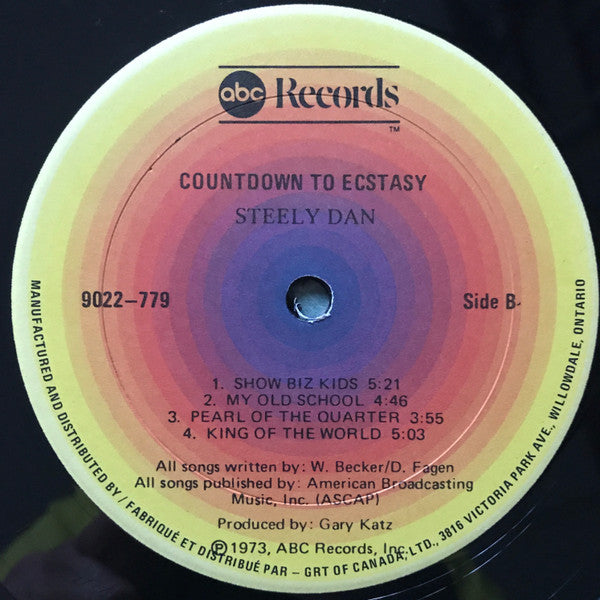 abc Records
TM
COUNTDOWN TO ECSTASY
STEELY DAN
9022-779
Side B
1. SHOW BIZ KIDS 5:21
2. MY OLD SCHOOL 4:46
3. PEARL OF THE QUARTER 3:55
4. KING OF THE WORLD 5:03
All songs written by: W. Becker/D. Fagen
All songs published by: American Broadcasting
Music, Inc. (ASCAP)
Produced by: Gary Katz
℗1973, ABC Records, Inc.
MANUFACTURED AND DISTRIBUTED BY / FABRIQUÉ ET DISTRIBUÉ PAR - GRT OF CANADA, LTD., 3816 VICTORIA PARK AVE., WILLOWDALE, ONTARIO